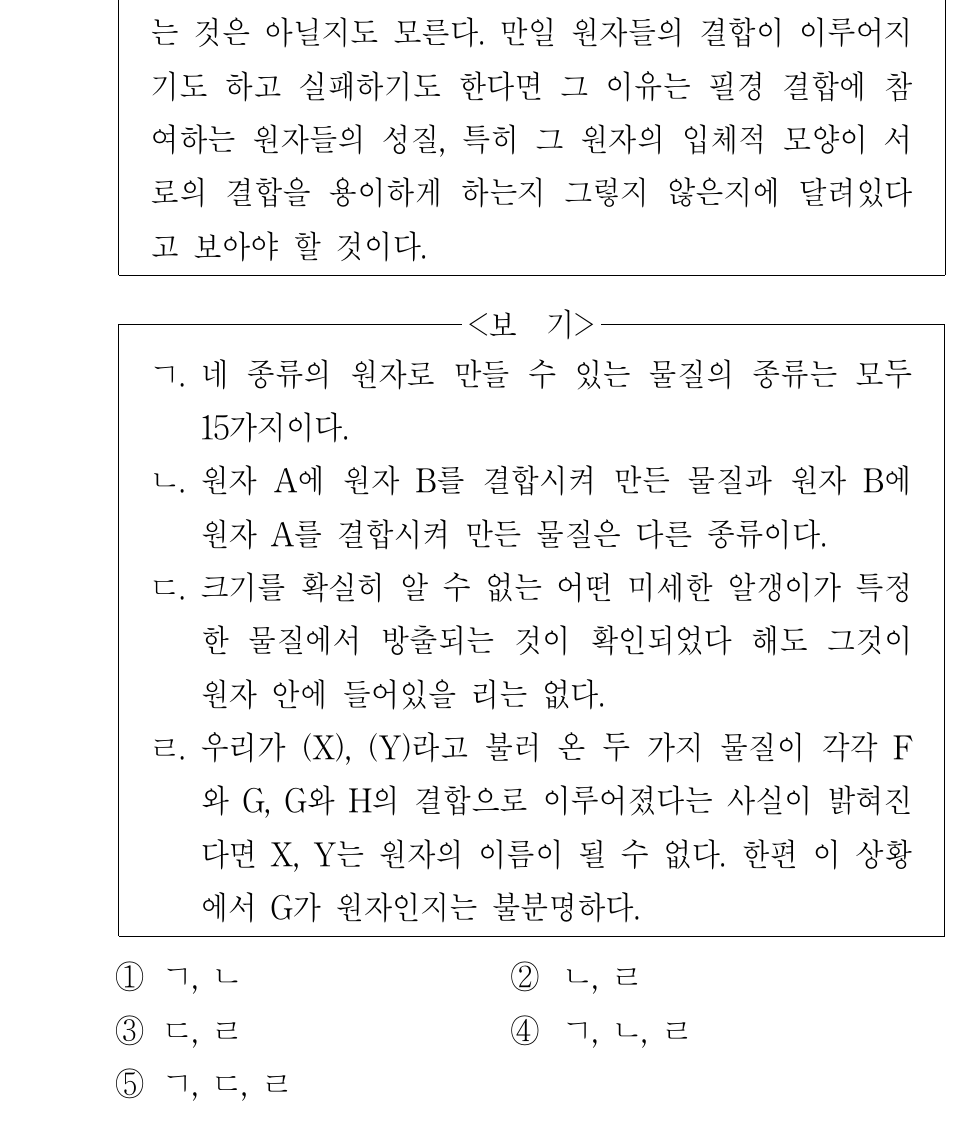 는 것은 아닐지도 모른다. 만일 원자들의 결합이 이루어지
기도 하고 실패하기도 한다면 그 이유는 필경 결합에 참
여하는 원자들의 성질, 특히 그 원자의 입체적 모양이 서
로의 결합을 용이하게 하는지 그렇지 않은지에 달려있다
고 보아야 할 것이다.
<보 기>
ㄱ. 네 종류의 원자로 만들 수 있는 물질의 종류는 모두
15가지이다.
ㄴ. 원자 A에 원자 B를 결합시켜 만든 물질과 원자 B에
원자 A를 결합시켜 만든 물질은 다른 종류이다.
ㄷ. 크기를 확실히 알 수 없는 어떤 미세한 알갱이가 특정
한 물질에서 방출되는 것이 확인되었다 해도 그것이
원자 안에 들어있을 리는 없다.
ㄹ. 우리가 (X), (Y)라고 불러 온 두 가지 물질이 각각 F
와 G, G와 H의 결합으로 이루어졌다는 사실이 밝혀진
다면 X, Y는 원자의 이름이 될 수 없다. 한편 이 상황
에서 G가 원자인지는 불분명하다.
① ㄱ, ㄴ ② ㄴ, ㄹ
③ ㄷ, ㄹ ④ ㄱ, ㄴ, ㄹ
⑤ ㄱ, ㄷ, ㄹ